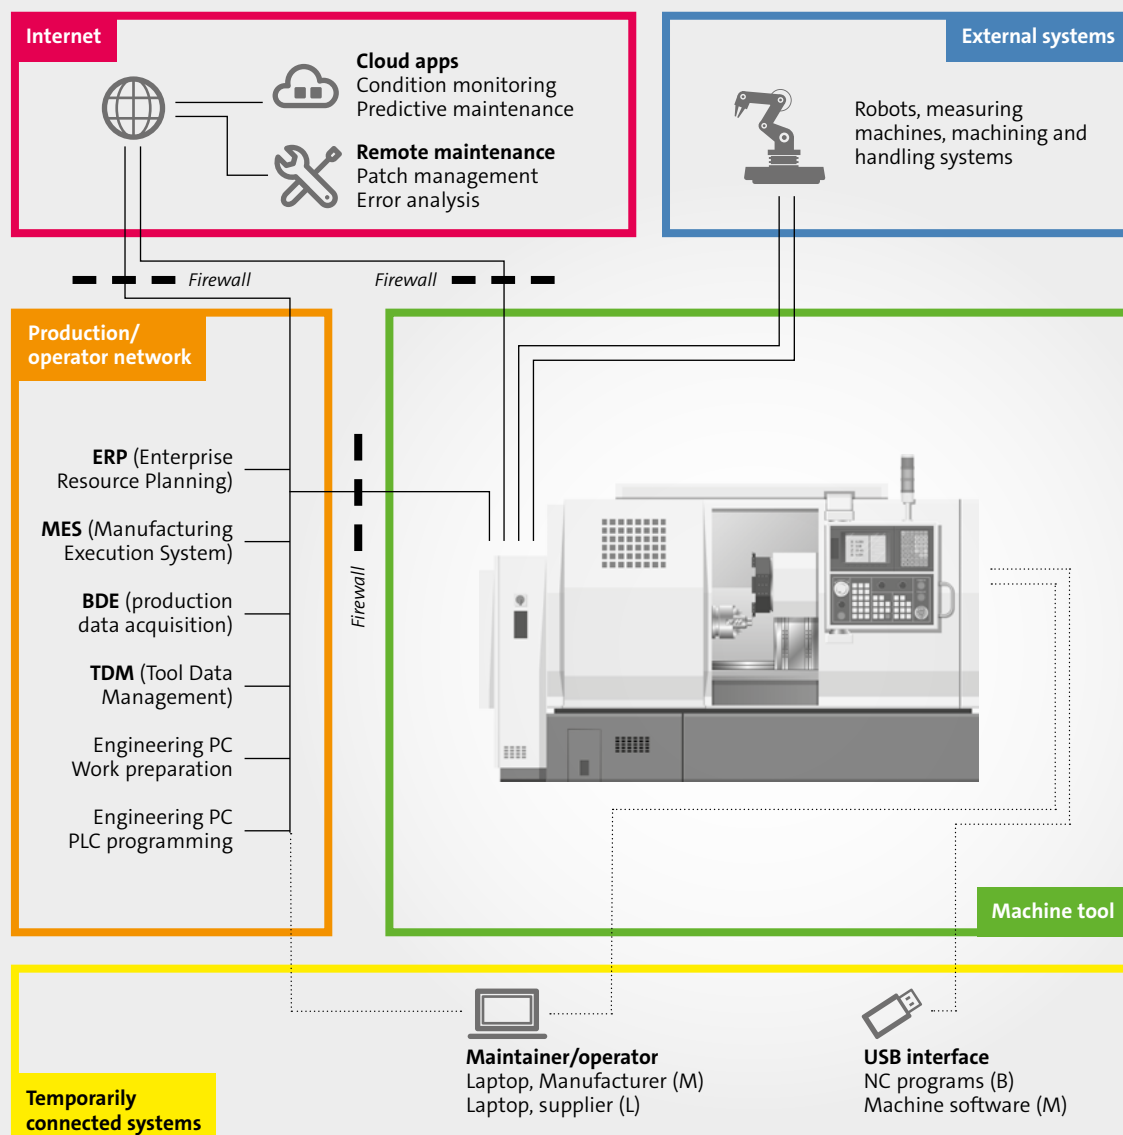 Internet
Cloud apps
Condition monitoring
Predictive maintenance
Remote maintenance
Patch management
Error analysis
External systems
Robots, measuring
machines, machining and
handling systems
Firewall
Firewall
Production/
operator network
ERP (Enterprise
Resource Planning)
MES (Manufacturing
Execution System)
BDE (production
data acquisition)
TDM (Tool Data
Management)
Engineering PC
Work preparation
Engineering PC
PLC programming
Firewall
Machine tool
Maintainer/operator
Laptop, Manufacturer (M)
Laptop, supplier (L)
USB interface
NC programs (B)
Machine software (M)
Temporarily
connected systems